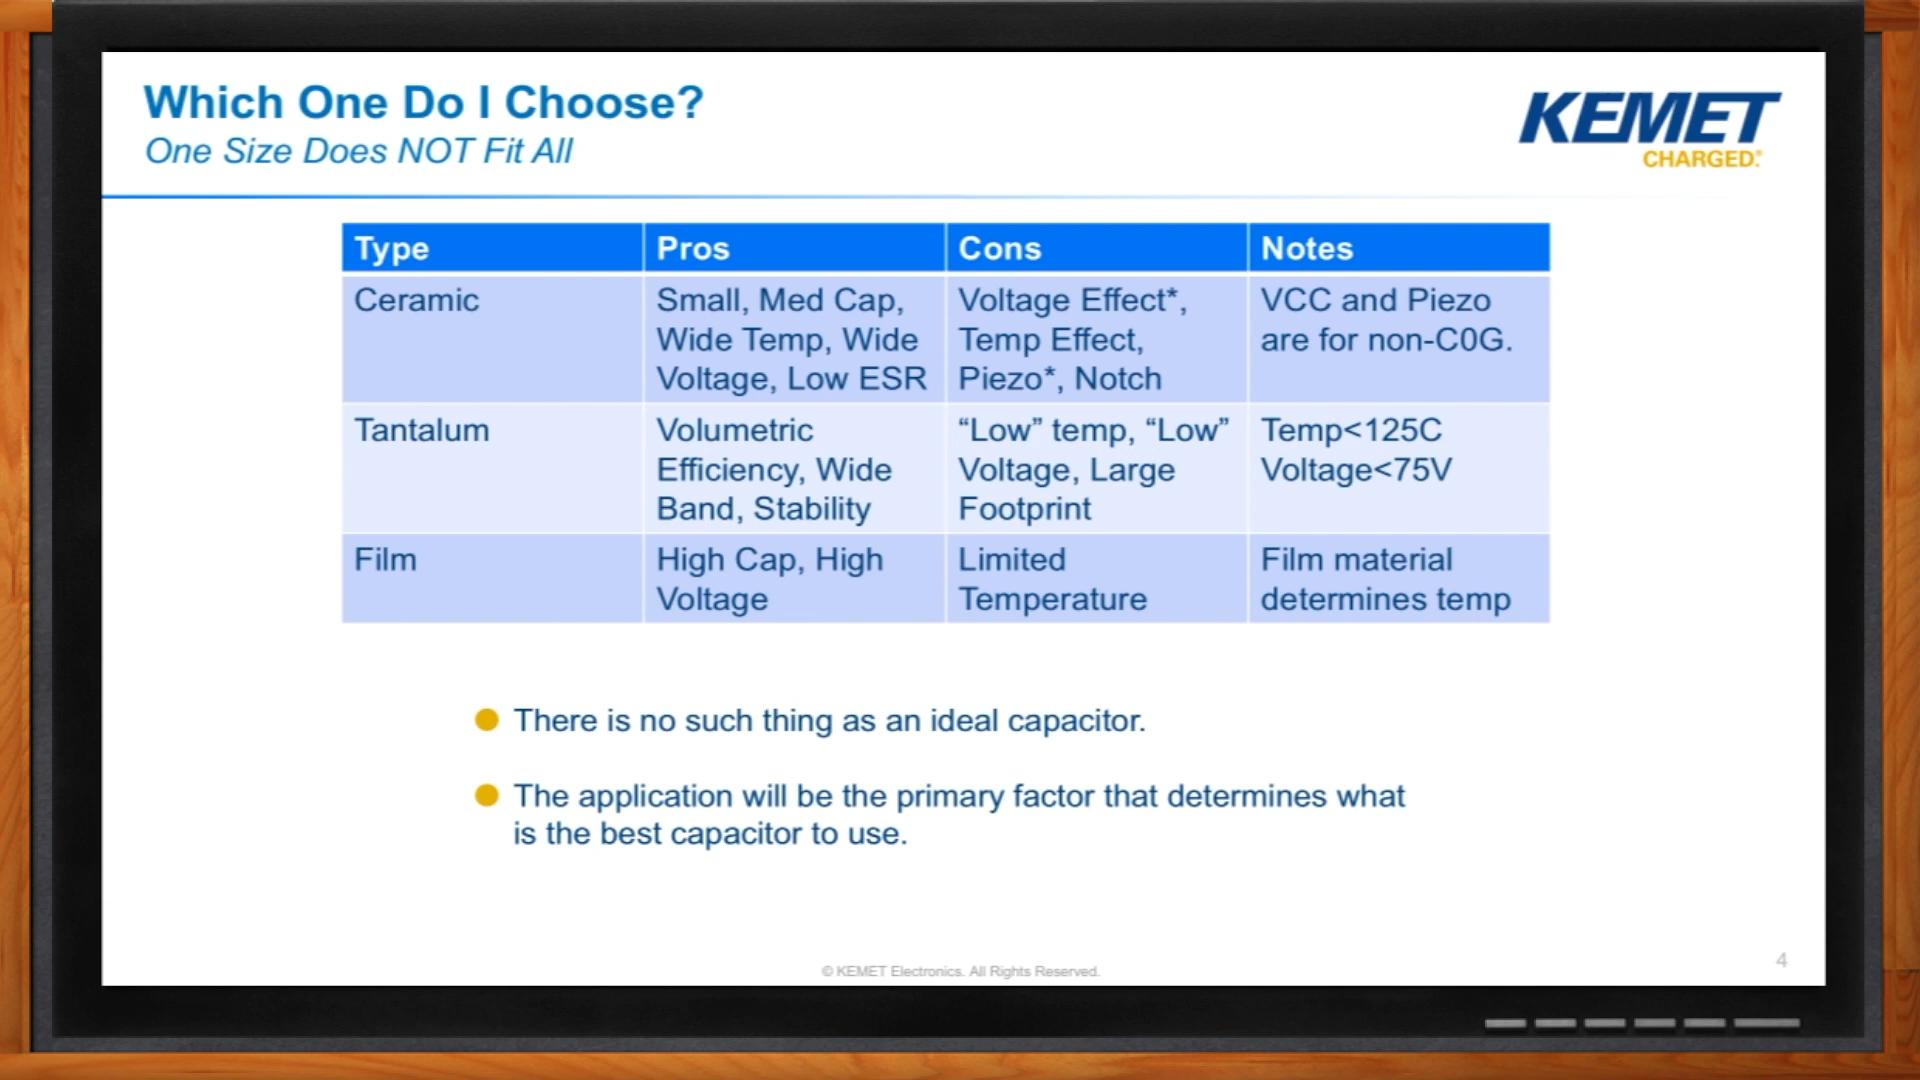 Which One Do I Choose?
One Size Does NOT Fit All
KEMET
CHARGED.®
Type Pros Cons Notes
Ceramic
Small, Med Cap,
Wide Temp, Wide
Voltage, Low ESR
Voltage Effect*,
Temp Effect,
Piezo*, Notch
VCC and Piezo
are for non-C0G.
Tantalum
Volumetric
Efficiency, Wide
Band, Stability
“Low” temp, “Low”
Voltage, Large
Footprint
Temp<125C
Voltage<75V
Film
High Cap, High
Voltage
Limited
Temperature
Film material
determines temp
There is no such thing as an ideal capacitor.
The application will be the primary factor that determines what
is the best capacitor to use.
© KEMET Electronics. All Rights Reserved.
4